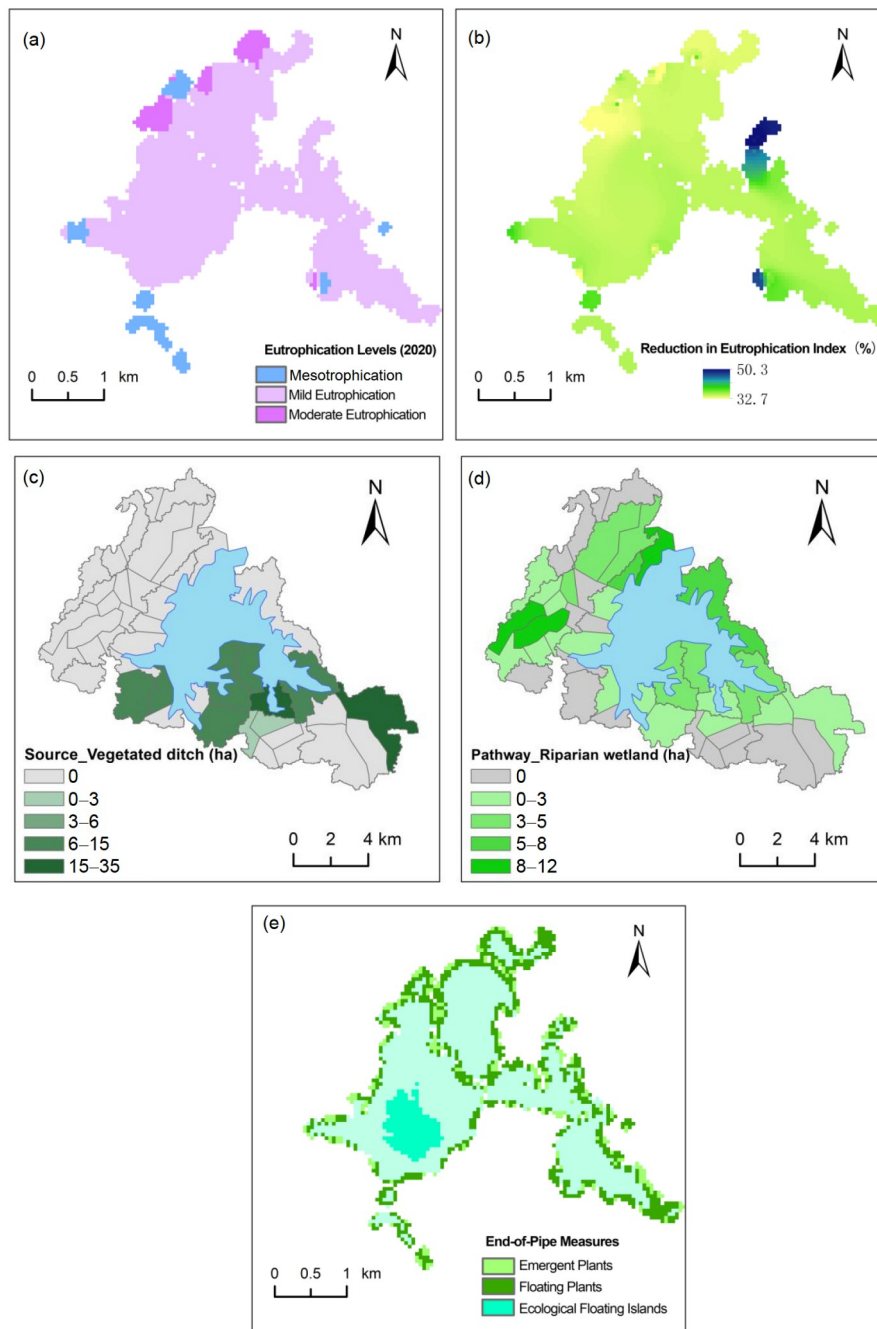 (a)
N
Eutrophication Levels (2020)
Mesotrophication
Mild Eutrophication
Moderate Eutrophication
0 0.5 1 km
(b)
N
Reduction in Eutrophication Index (%)
50.3
32.7
0 0.5 1 km
(c)
N
Source_Vegetated ditch (ha)
0
0–3
3–6
6–15
15–35
0 2 4 km
(d)
N
Pathway_Riparian wetland (ha)
0
0–3
3–5
5–8
8–12
0 2 4 km
(e)
N
End-of-Pipe Measures
Emergent Plants
Floating Plants
Ecological Floating Islands
0 0.5 1 km